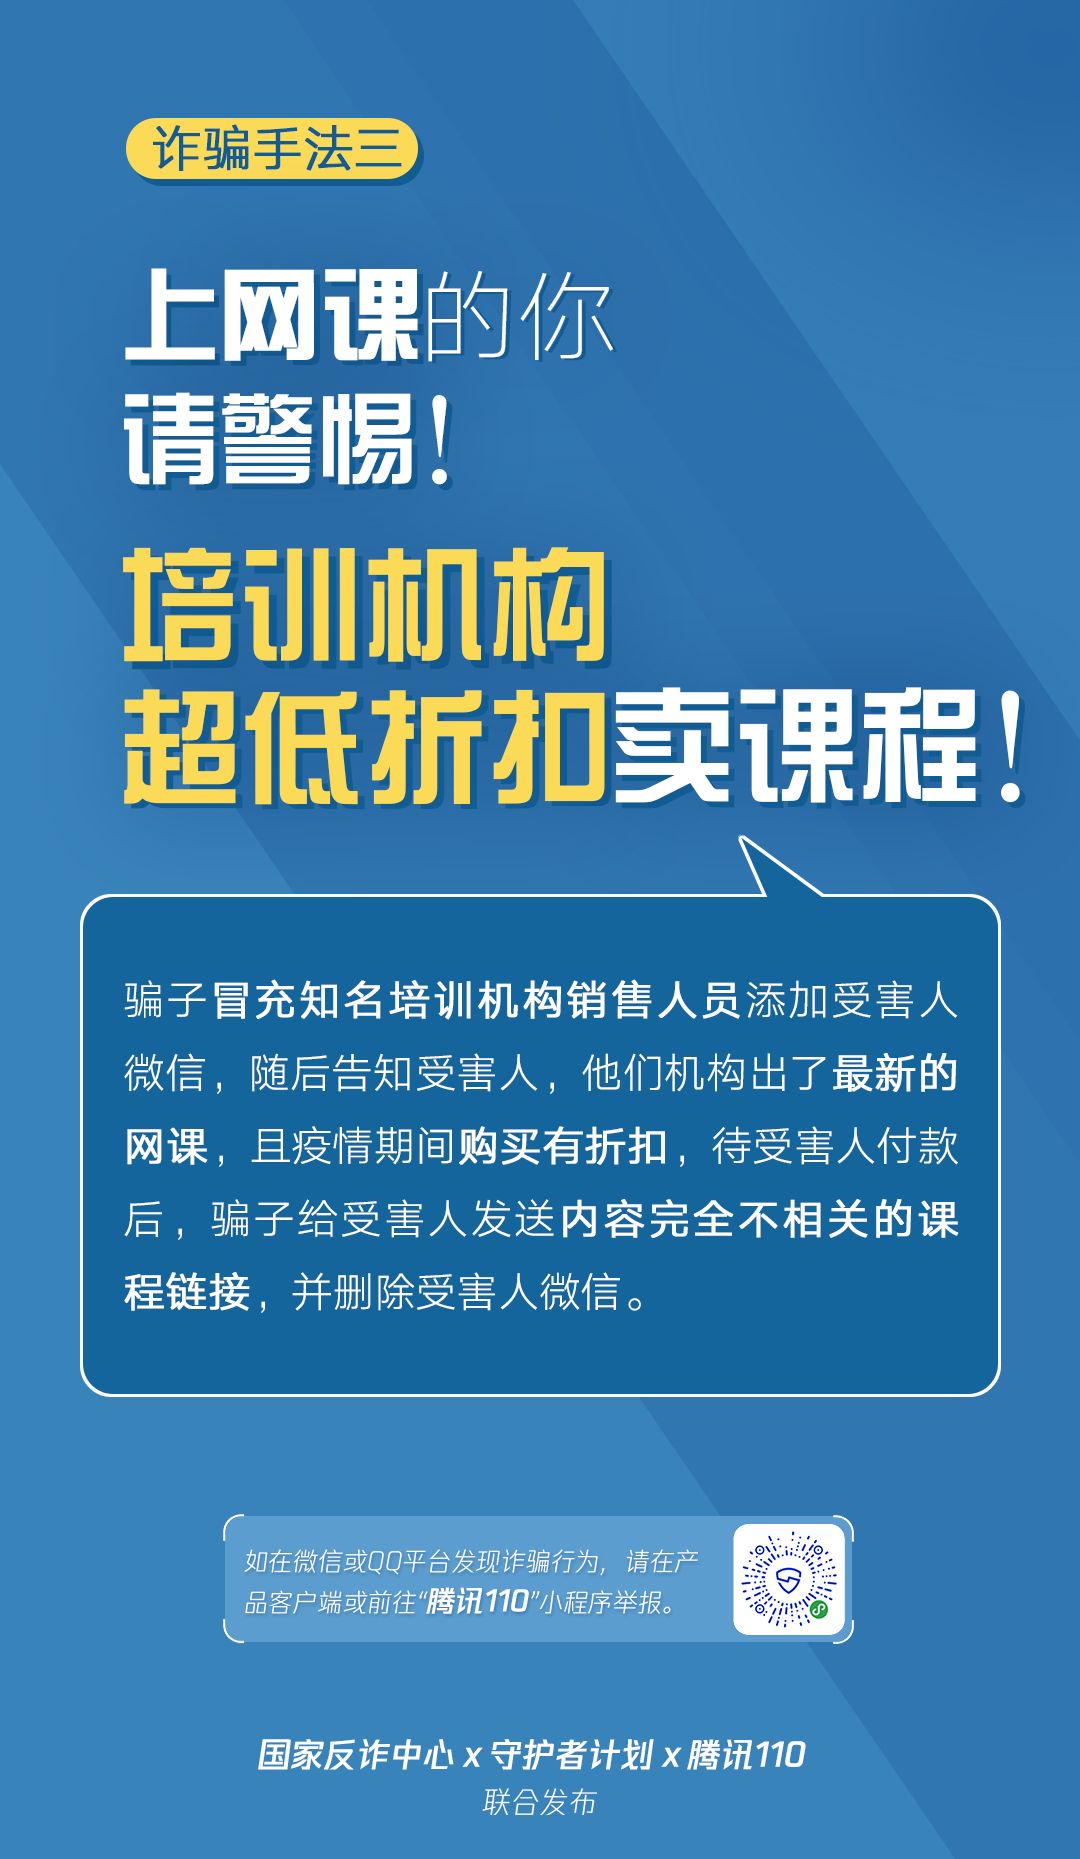 诈骗手法三
上网课的你
请警惕！
培训机构
超低折扣卖课程！
骗子冒充知名培训机构销售人员添加受害人
微信，随后告知受害人，他们机构出了最新的
网课，且疫情期间购买有折扣，待受害人付款
后，骗子给受害人发送内容完全不相关的课
程链接，并删除受害人微信。
如在微信或QQ平台发现诈骗行为，请在产
品客户端或前往“腾讯110”小程序举报。
国家反诈中心 x 守护者计划 x 腾讯110
联合发布